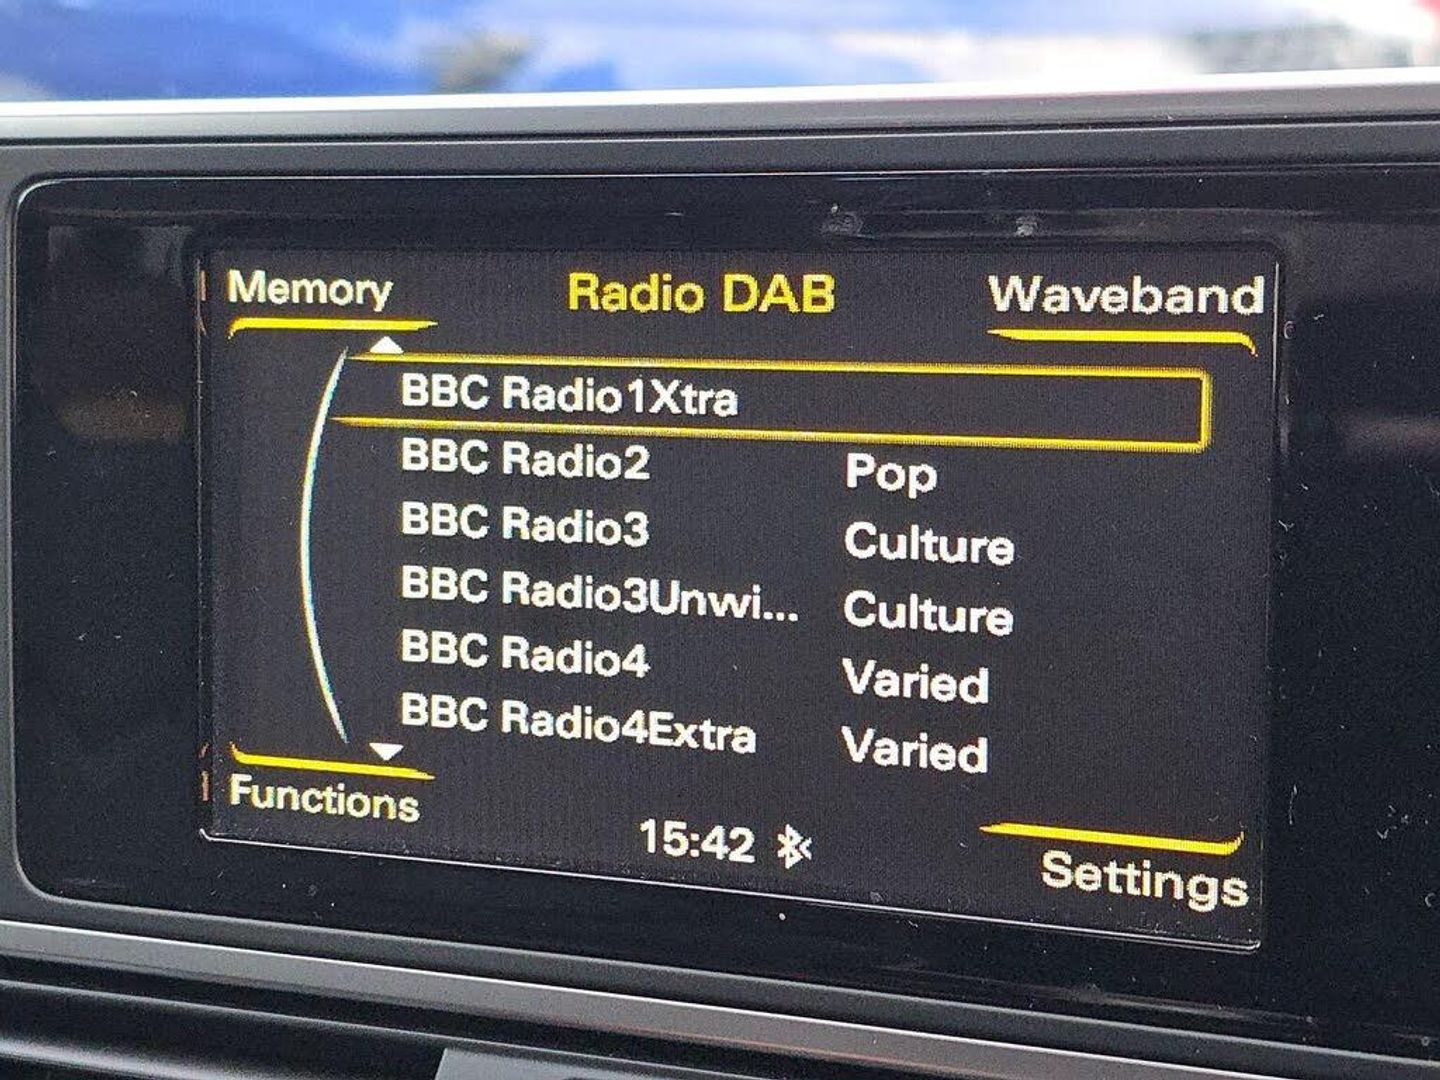 Memory Radio DAB Waveband
BBC Radio1Xtra
BBC Radio2 Pop
BBC Radio3 Culture
BBC Radio3Unwi... Culture
BBC Radio4 Varied
BBC Radio4Extra Varied
Functions 15:42 Settings